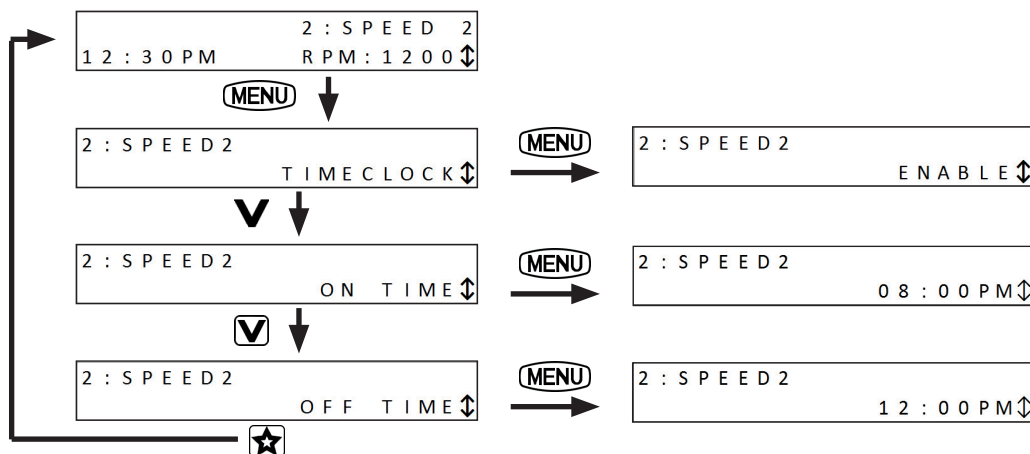 2:SPEED 2
12:30PM RPM:1200↕
MENU
2:SPEED2
TIMECLOCK↕
MENU
2:SPEED2
ENABLE↕
V
2:SPEED2
ON TIME↕
MENU
2:SPEED2
08:00PM↕
V
2:SPEED2
OFF TIME↕
MENU
2:SPEED2
12:00PM↕